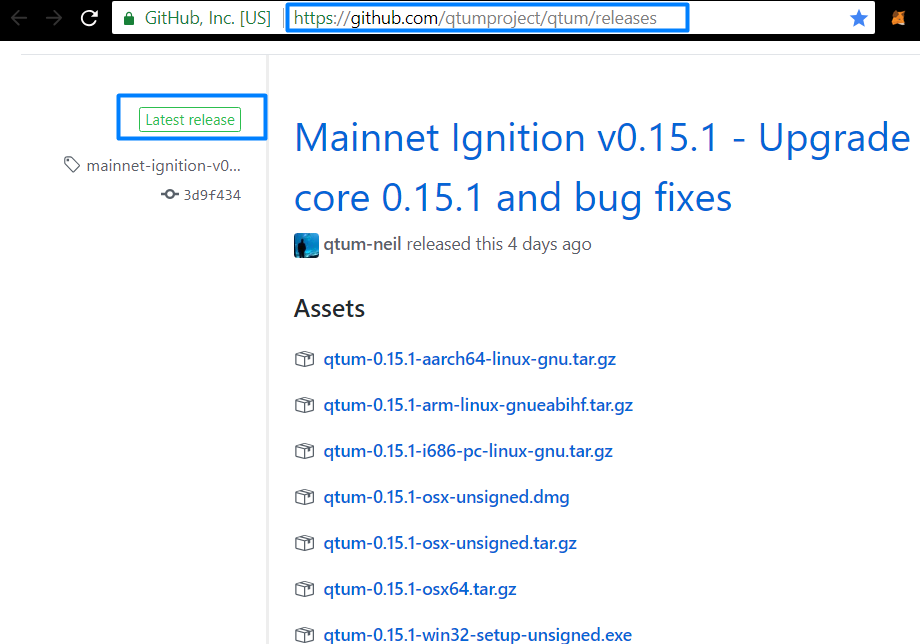 GitHub, Inc. [US] https://github.com/qtumproject/qtum/releases
Latest release
mainnet-ignition-v0...
3d9f434
Mainnet Ignition v0.15.1 - Upgrade
core 0.15.1 and bug fixes
qtum-neil released this 4 days ago
Assets
qtum-0.15.1-aarch64-linux-gnu.tar.gz
qtum-0.15.1-arm-linux-gnueabihf.tar.gz
qtum-0.15.1-i686-pc-linux-gnu.tar.gz
qtum-0.15.1-osx-unsigned.dmg
qtum-0.15.1-osx-unsigned.tar.gz
qtum-0.15.1-osx64.tar.gz
qtum-0.15.1-win32-setup-unsigned.exe